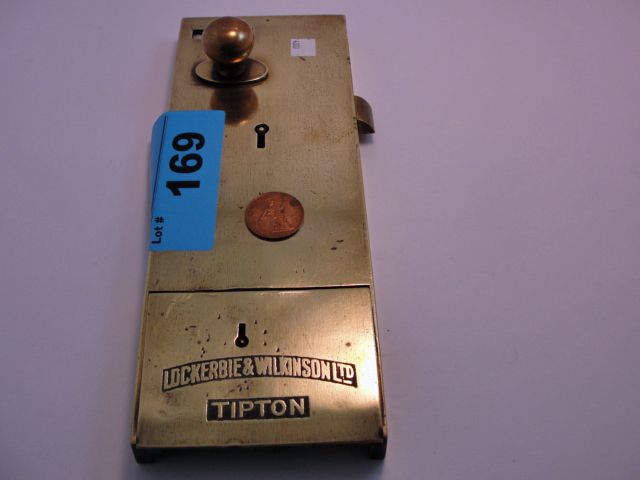 Lot # 169
LOCKERBIE & WILKINSON LTD
TIPTON